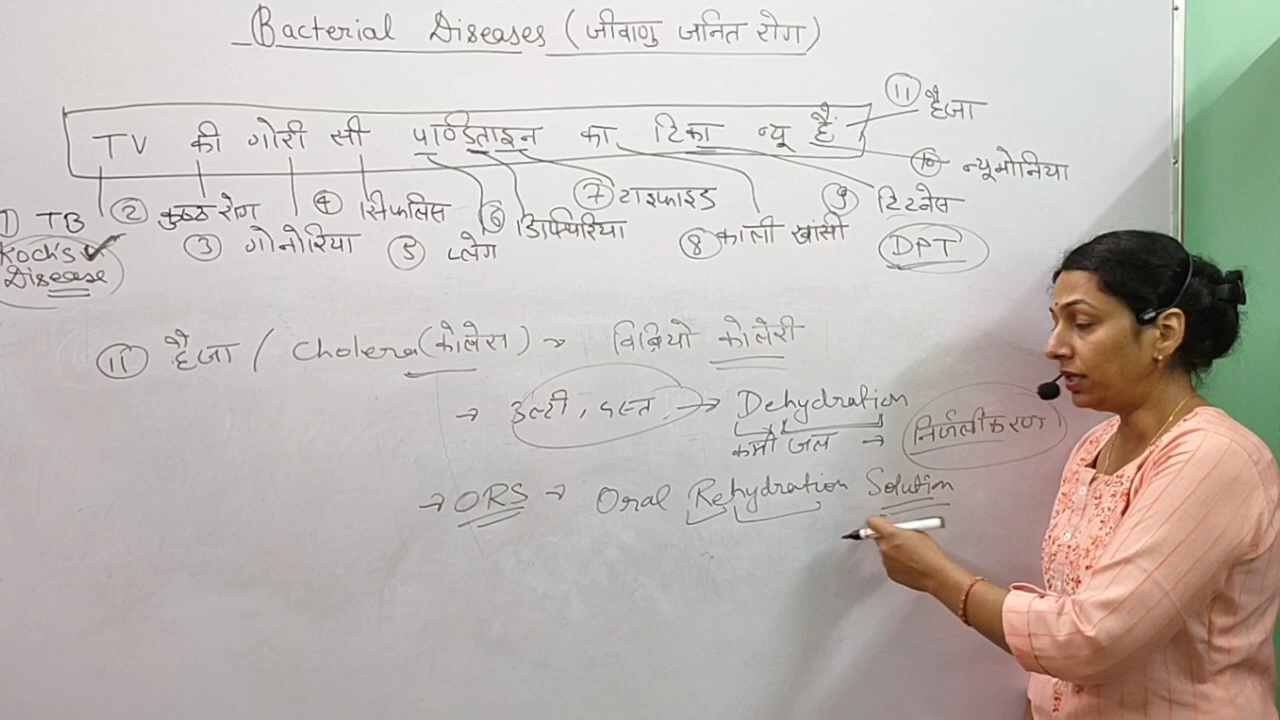 Bacterial Diseases (जीवाणु जनित रोग)
TV की गोरी सी पाण्डिताइन का टिका न्यू है
⑪ हैजा
⑩ न्यूमोनिया
① TB
Koch's Disease
② कुष्ठ रोग
③ गोनोरिया
④ सिफलिस
⑤ प्लेग
⑥ डिप्थिरिया
⑦ टाइफाइड
⑧ काली खांसी
⑨ टिटनेस
DPT
⑪ हैजा / Cholera (कोलेरा) → विब्रियो कोलेरी
→ उल्टी, दस्त, → Dehydration
कमी जल → निर्जलीकरण
→ ORS → Oral Rehydration Solution